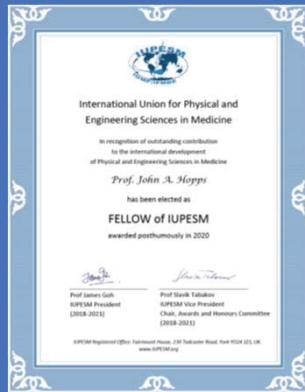 IUPESM
International Union for Physical and
Engineering Sciences in Medicine
In recognition of outstanding contribution
to the international development
of Physical and Engineering Sciences in Medicine
Prof. John A. Hopps
has been elected as
FELLOW of IUPESM
awarded posthumously in 2020
Prof James Goh
IUPESM President
(2018-2021)
Prof Slavik Tabakov
IUPESM Vice President
Chair, Awards and Honours Committee
(2018-2021)
IUPESM Registered Office: Fairmount House, 230 Tadcaster Road, York YO24 1ES, UK
www.IUPESM.org